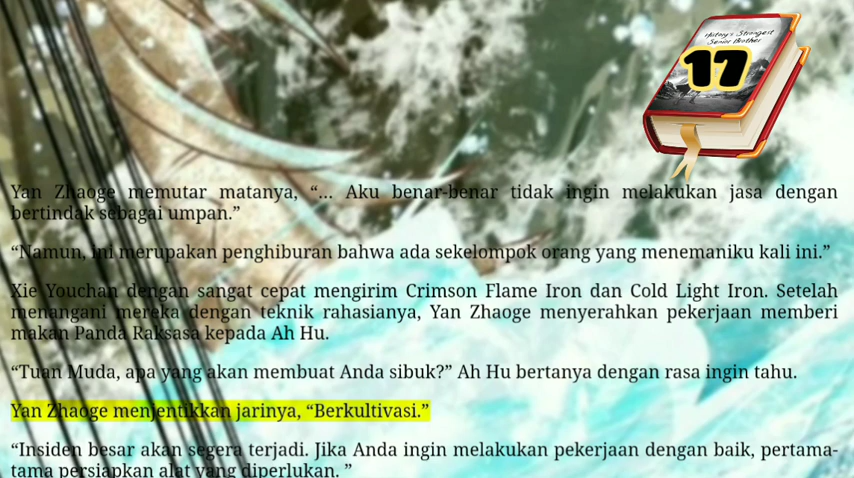 History's Strongest
Senior Brother
17
Yan Zhaoge memutar matanya, “... Aku benar-benar tidak ingin melakukan jasa dengan
bertindak sebagai umpan.”
“Namun, ini merupakan penghiburan bahwa ada sekelompok orang yang menemaniku kali ini.”
Xie Youchan dengan sangat cepat mengirim Crimson Flame Iron dan Cold Light Iron. Setelah
menangani mereka dengan teknik rahasianya, Yan Zhaoge menyerahkan pekerjaan memberi
makan Panda Raksasa kepada Ah Hu.
“Tuan Muda, apa yang akan membuat Anda sibuk?” Ah Hu bertanya dengan rasa ingin tahu.
Yan Zhaoge menjentikkan jarinya, “Berkultivasi.”
“Insiden besar akan segera terjadi. Jika Anda ingin melakukan pekerjaan dengan baik, pertama-
tama persiapkan alat yang diperlukan. ”